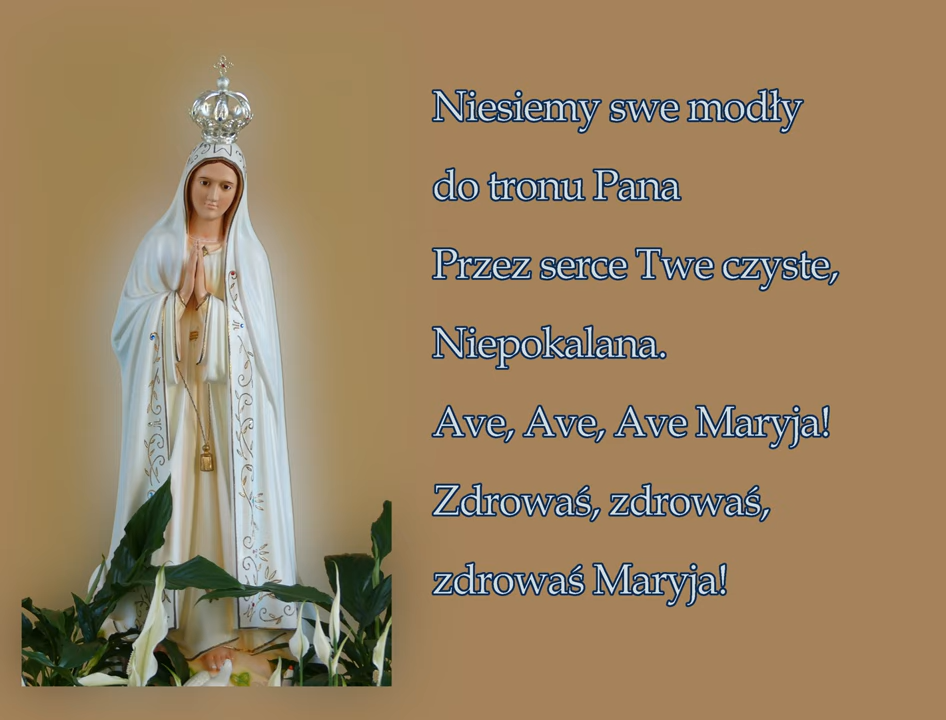 Niesiemy swe modły
do tronu Pana
Przez serce Twe czyste,
Niepokalana.
Ave, Ave, Ave Maryja!
Zdrowaś, zdrowaś,
zdrowaś Maryja!